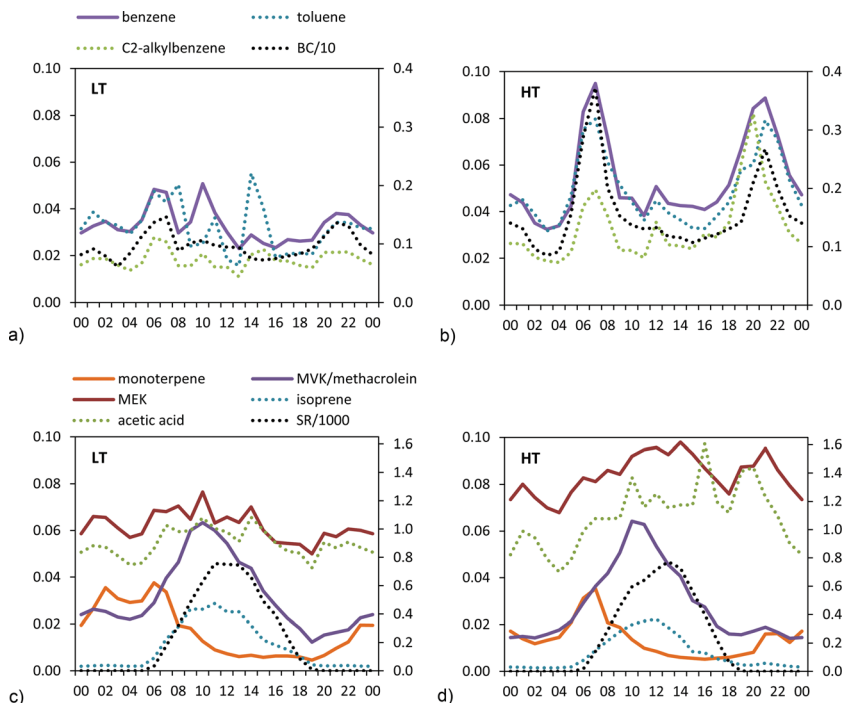 benzene toluene
C2-alkylbenzene BC/10
0.10 0.4
LT
0.08 0.3
0.06
0.2
0.04
0.02 0.1
0.00 0.0
00 02 04 06 08 10 12 14 16 18 20 22 00
a)
0.10 0.4
HT
0.08 0.3
0.06
0.2
0.04
0.02 0.1
0.00 0.0
00 02 04 06 08 10 12 14 16 18 20 22 00
b)
monoterpene MVK/methacrolein
MEK isoprene
acetic acid SR/1000
0.10 1.6
LT
1.4
0.08 1.2
0.06 1.0
0.8
0.04 0.6
0.4
0.02 0.2
0.00 0.0
00 02 04 06 08 10 12 14 16 18 20 22 00
c)
0.10 1.6
HT
1.4
0.08 1.2
0.06 1.0
0.8
0.04 0.6
0.4
0.02 0.2
0.00 0.0
00 02 04 06 08 10 12 14 16 18 20 22 00
d)